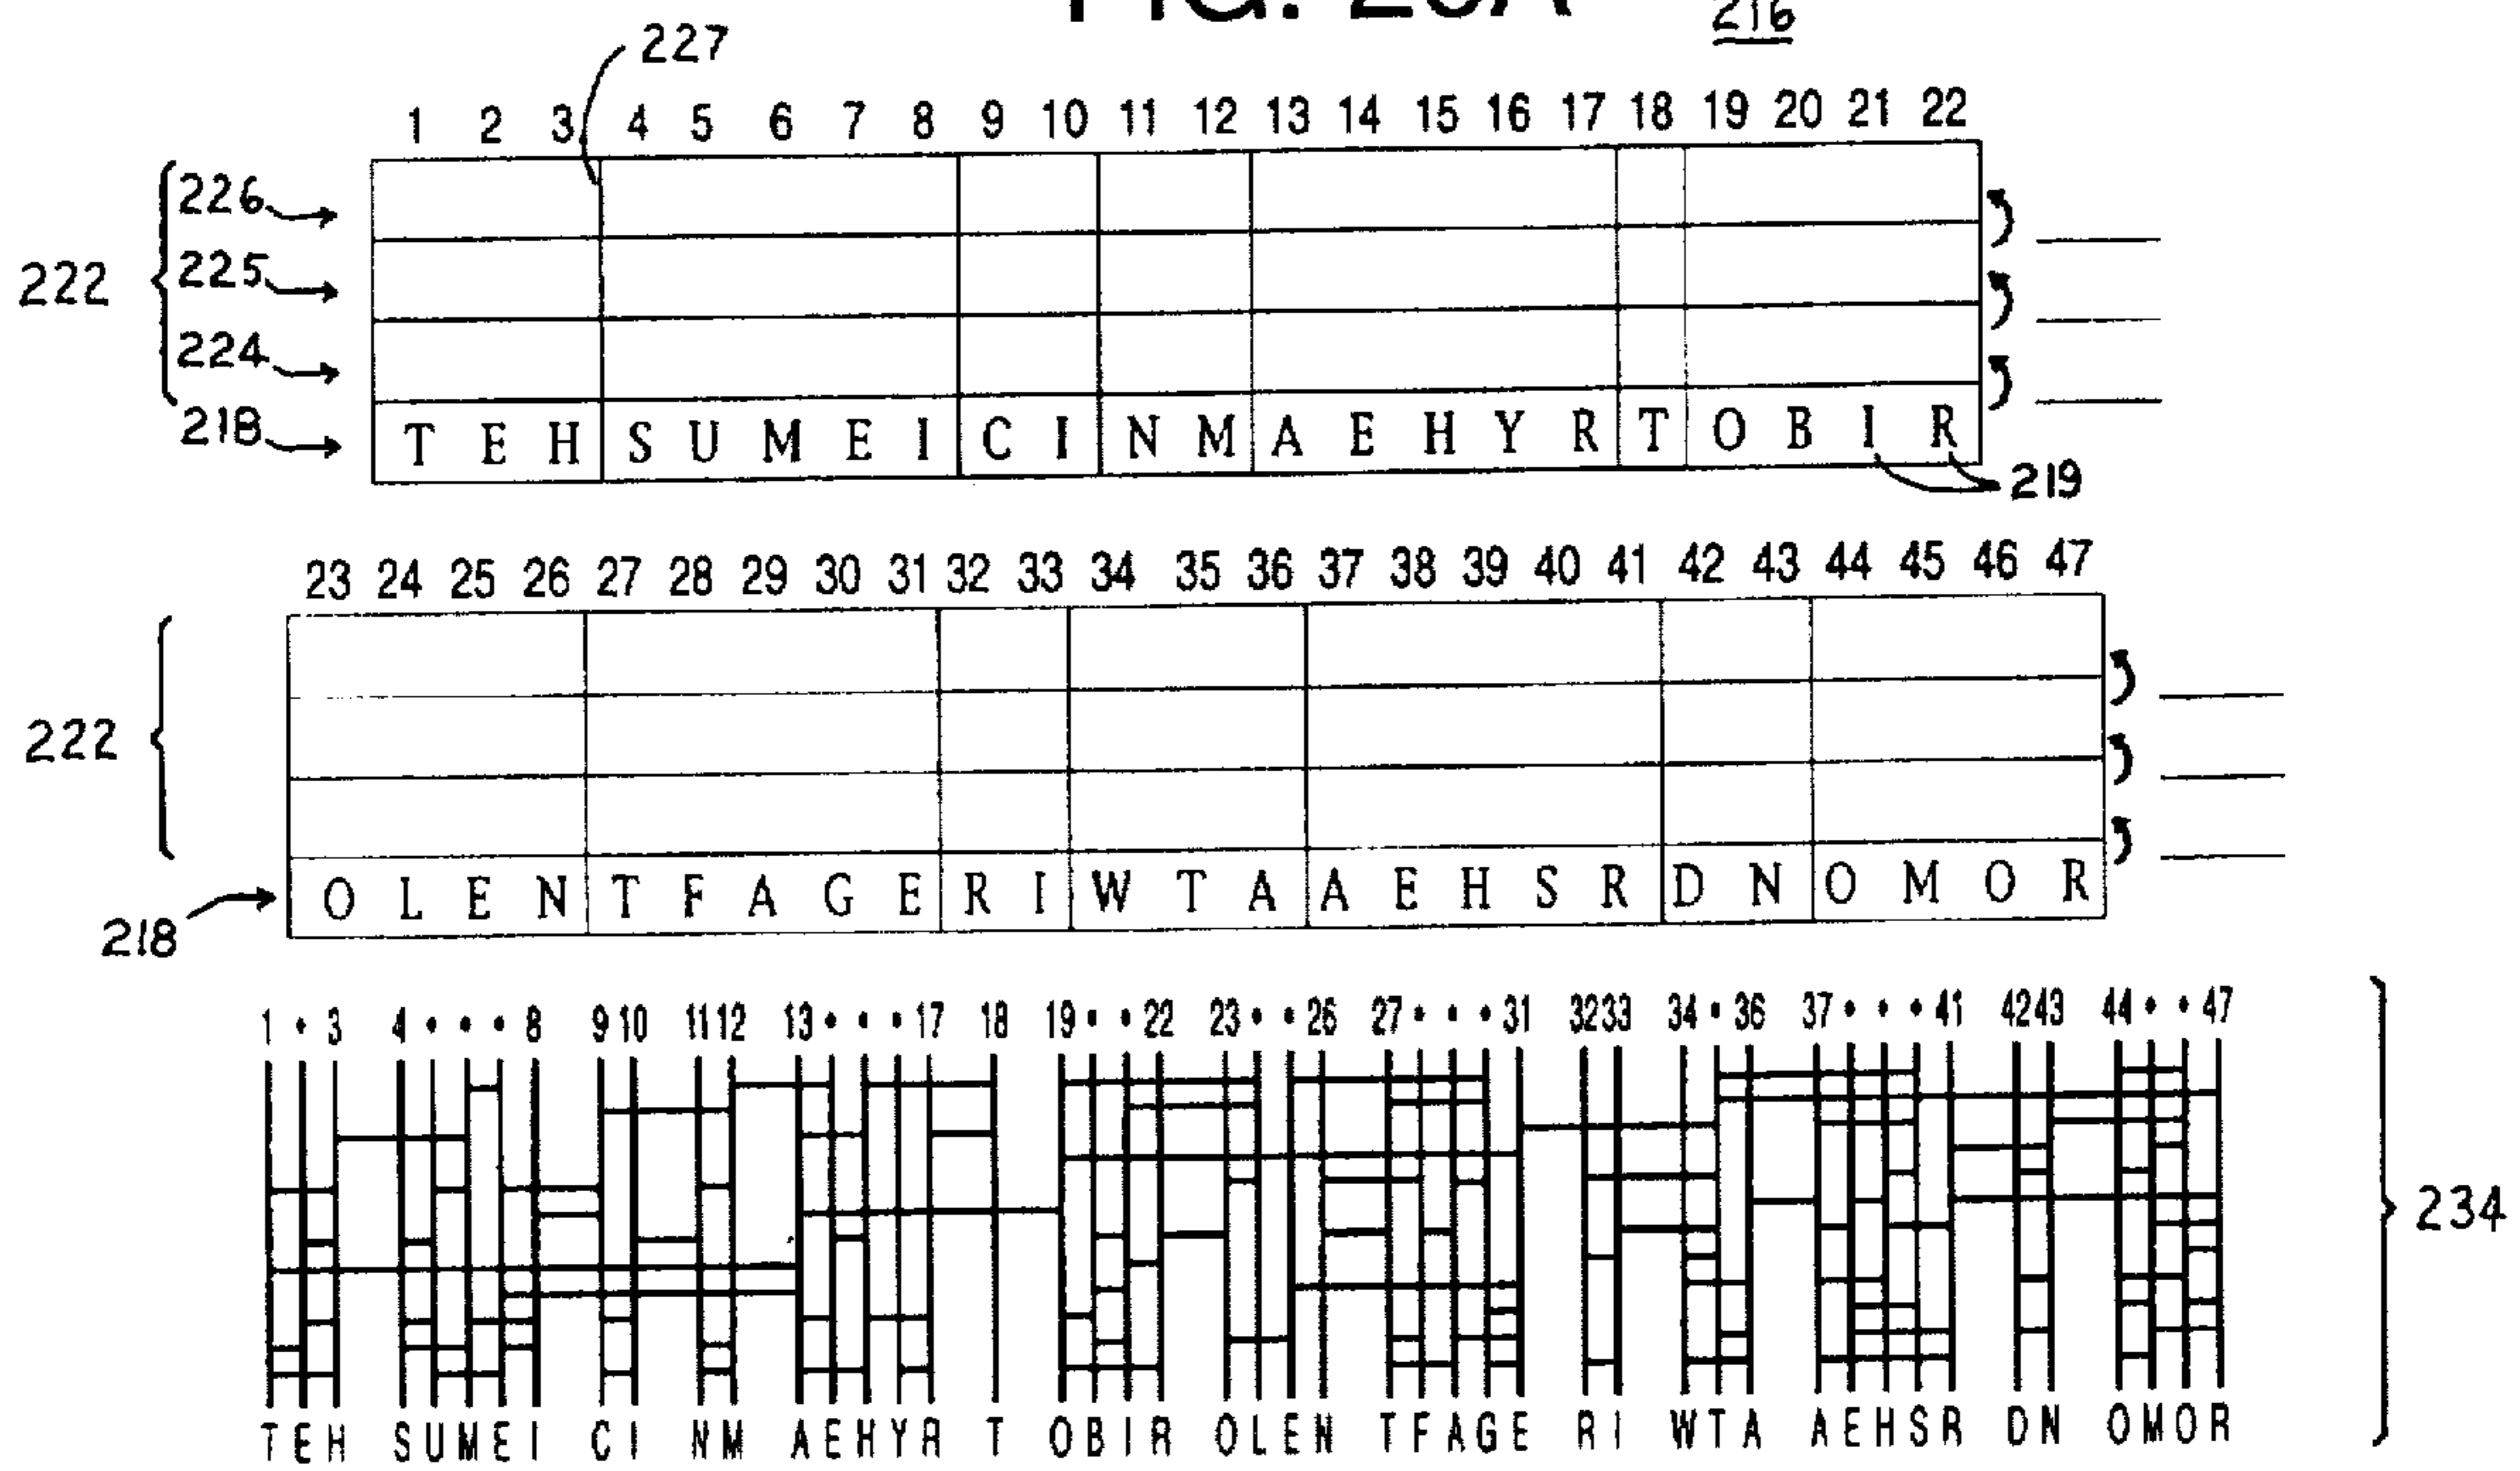 FIG. 20A 216
227
1 2 3 4 5 6 7 8 9 10 11 12 13 14 15 16 17 18 19 20 21 22
226
222 225
224
218 T E H S U M E I C I N M A E H Y R T O B I R
219
23 24 25 26 27 28 29 30 31 32 33 34 35 36 37 38 39 40 41 42 43 44 45 46 47
222
218 O L E N T F A G E R I W T A A E H S R D N O M O R
1 • 3 4 • • • 8 9 10 11 12 13 • • • 17 18 19 • • 22 23 • • 26 27 • • • 31 32 33 34 • 36 37 • • • 41 42 43 44 • • 47
234
T E H S U M E I C I N M A E H Y R T O B I R O L E N T F A G E R I W T A A E H S R D N O M O R